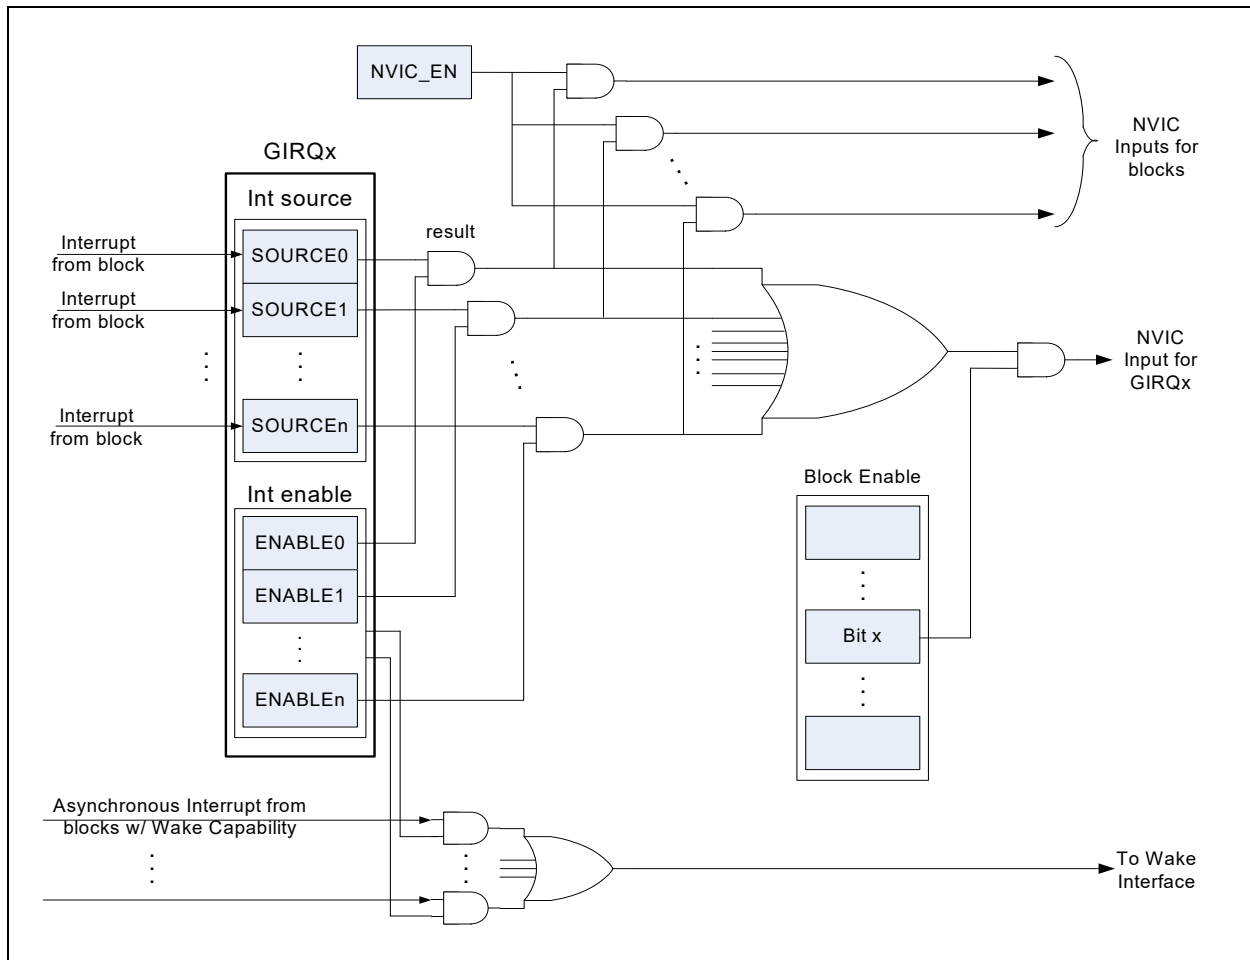 NVIC_EN
NVIC
Inputs for
blocks
GIRQx
Int source
result
Interrupt
from block
SOURCE0
Interrupt
from block
SOURCE1
NVIC
Input for
GIRQx
Interrupt
from block
SOURCEn
Block Enable
Int enable
ENABLE0
ENABLE1
Bit x
ENABLEn
Asynchronous Interrupt from
blocks w/ Wake Capability
To Wake
Interface